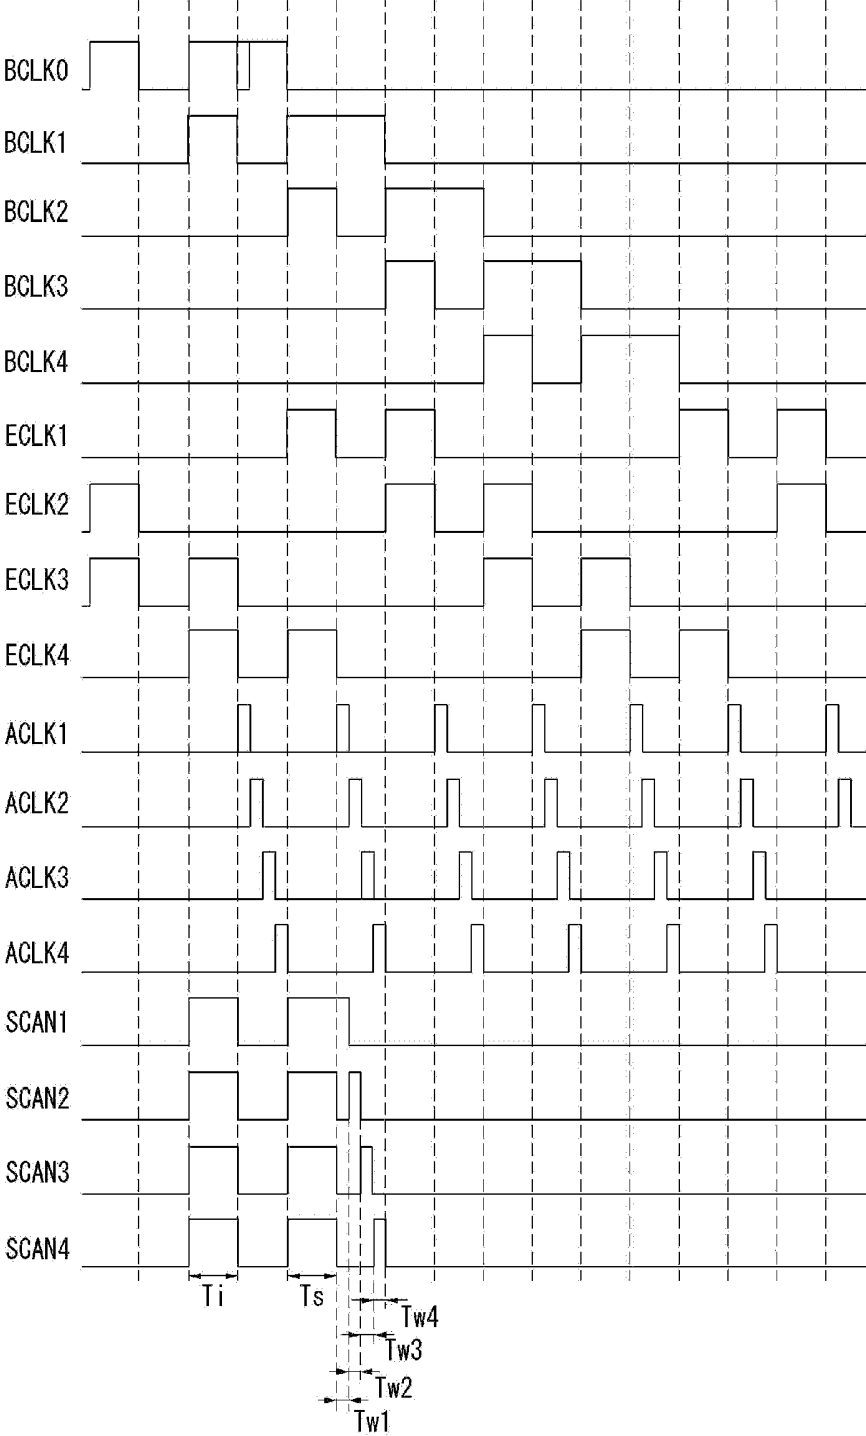 BCLK0
BCLK1
BCLK2
BCLK3
BCLK4
ECLK1
ECLK2
ECLK3
ECLK4
ACLK1
ACLK2
ACLK3
ACLK4
SCAN1
SCAN2
SCAN3
SCAN4
Ti Ts
Tw4
Tw3
Tw2
Tw1